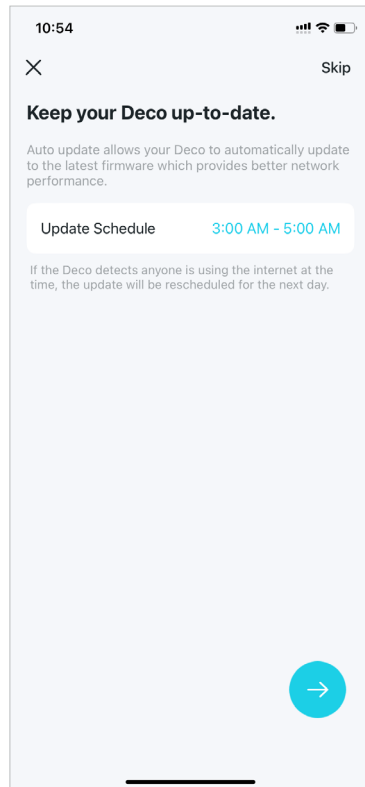 10:54
Skip
Keep your Deco up-to-date.
Auto update allows your Deco to automatically update
to the latest firmware which provides better network
performance.
Update Schedule 3:00 AM - 5:00 AM
If the Deco detects anyone is using the internet at the
time, the update will be rescheduled for the next day.